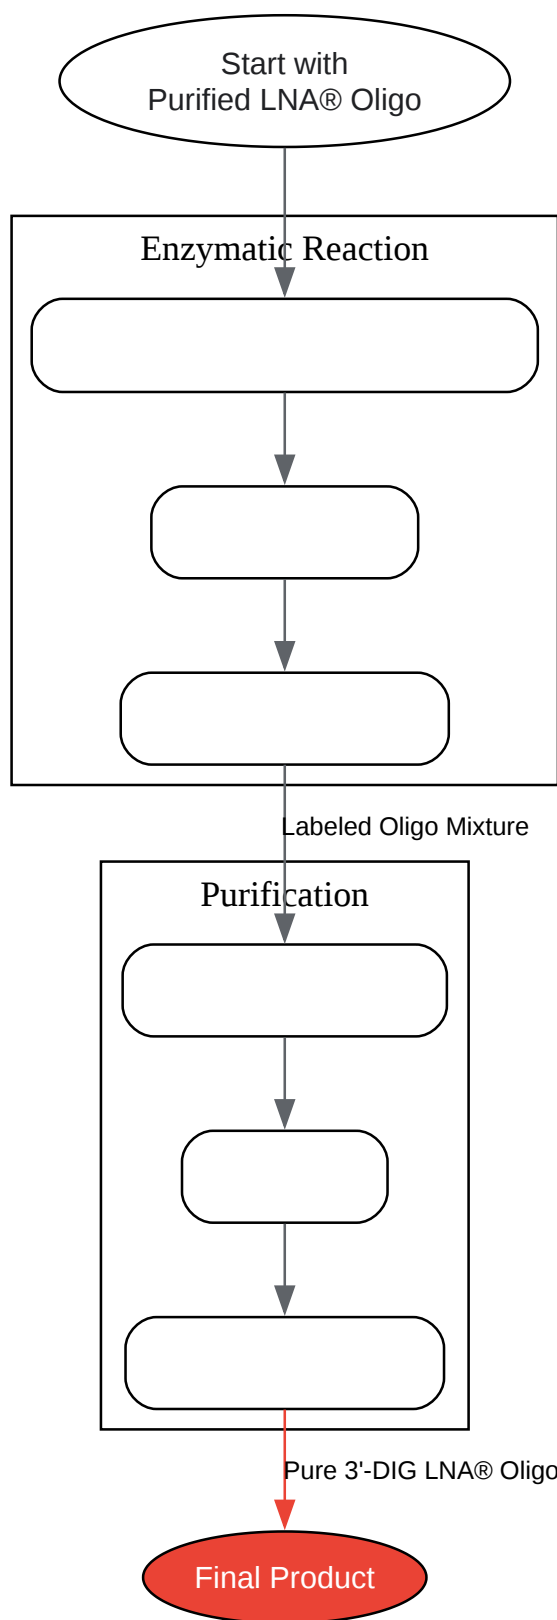 Start with
Purified LNA® Oligo
Enzymatic Reaction
Labeled Oligo Mixture
Purification
Pure 3'-DIG LNA® Oligo
Final Product